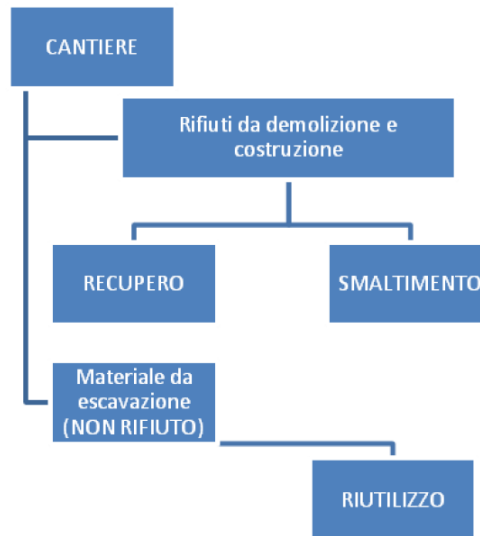 CANTIERE
Rifiuti da demolizione e
costruzione
RECUPERO
SMALTIMENTO
Materiale da
escavazione
(NON RIFIUTO)
RIUTILIZZO